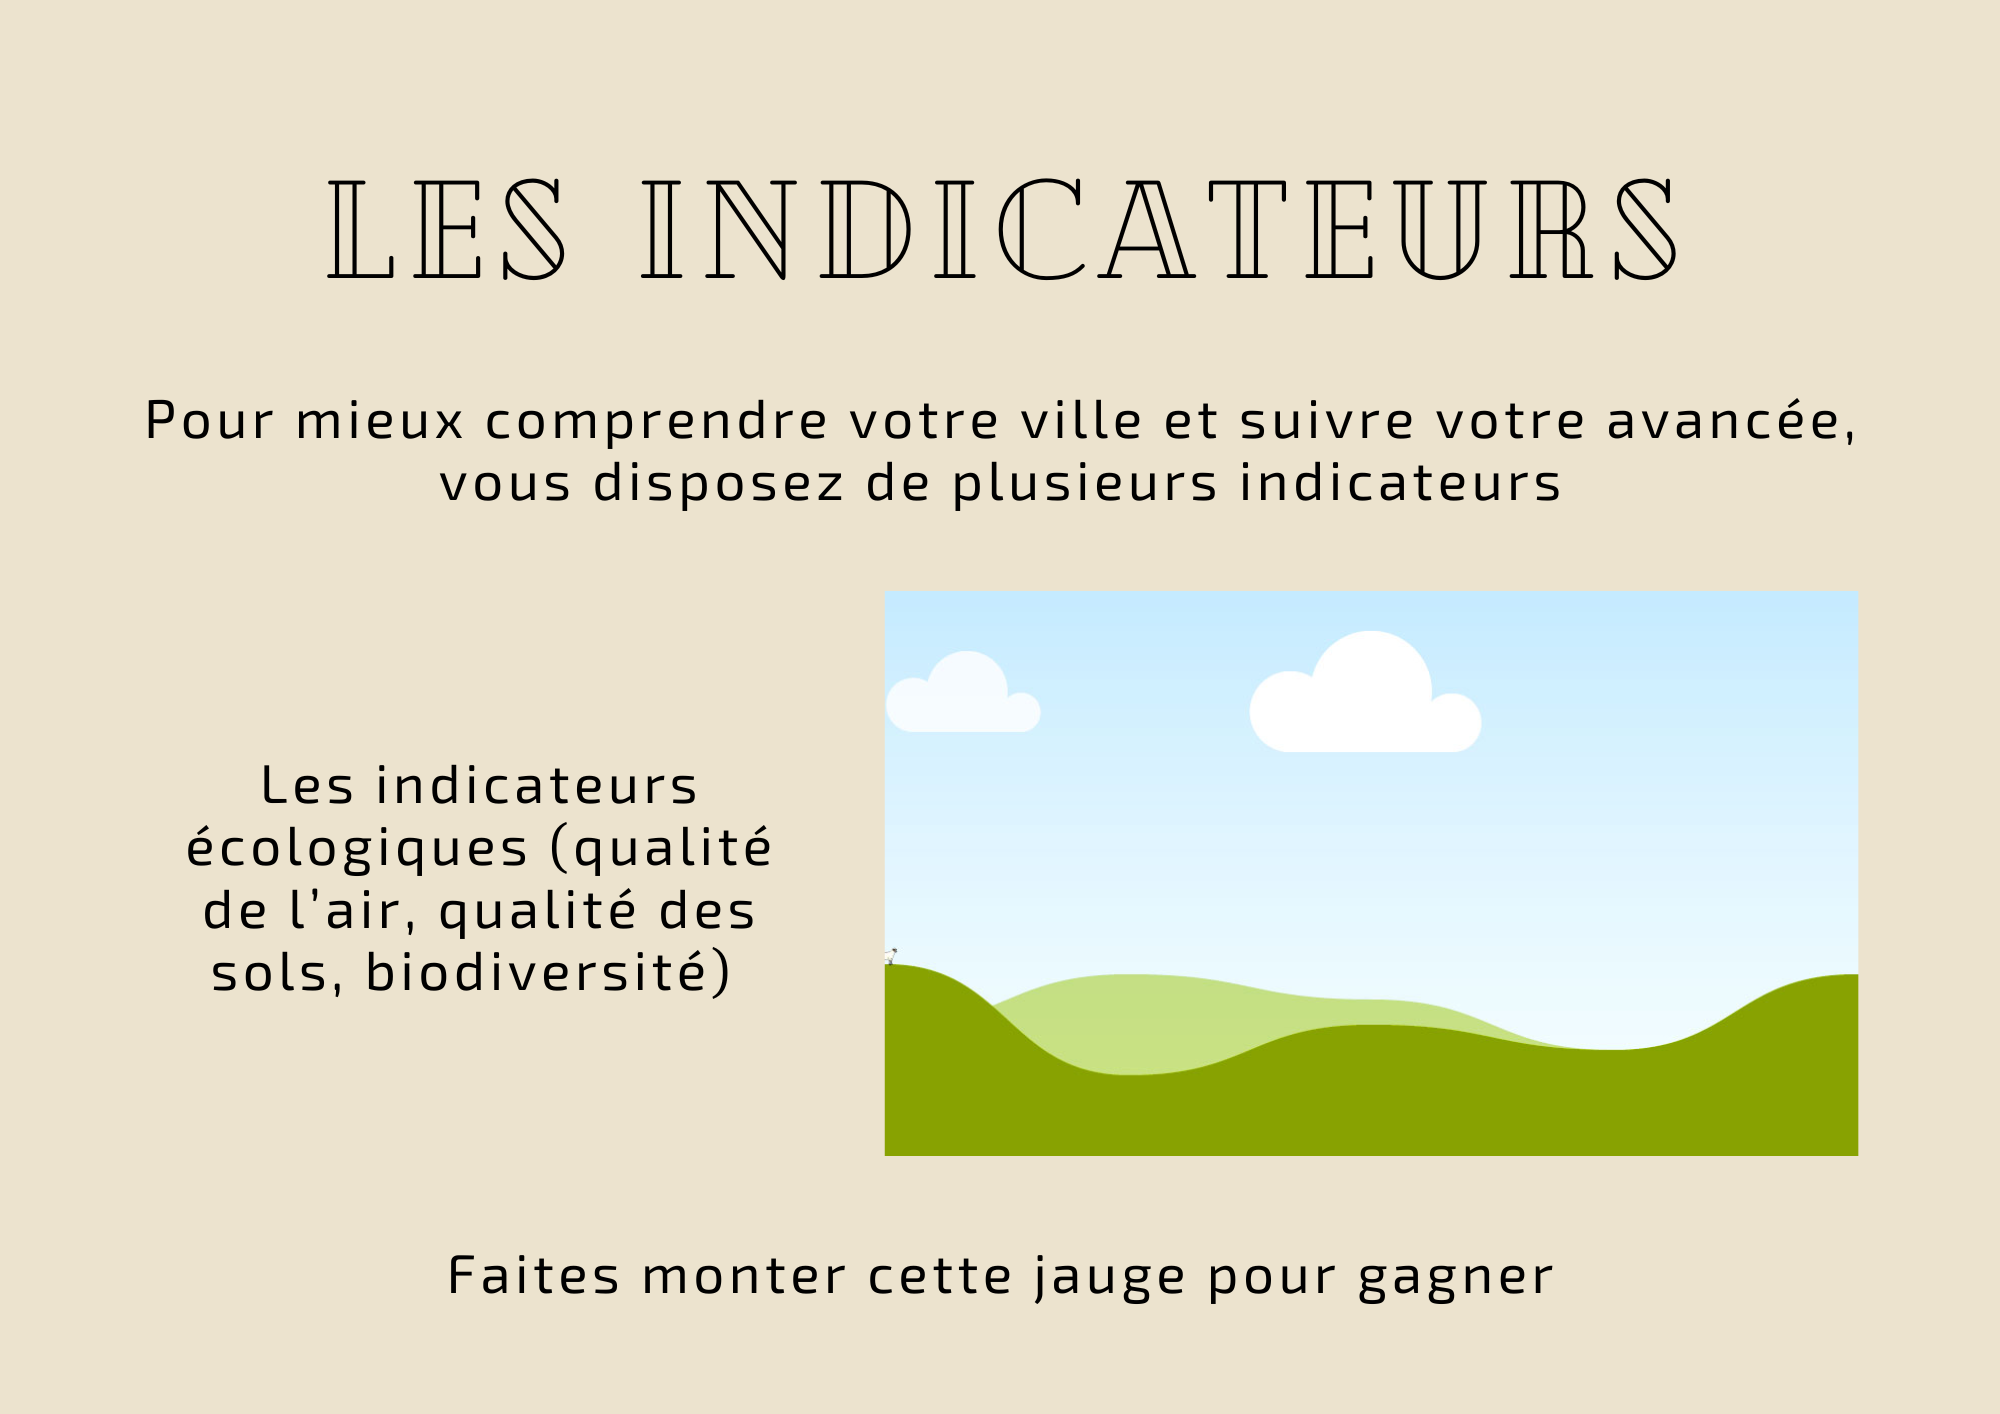 LES INDICATEURS
Pour mieux comprendre votre ville et suivre votre avancée,
vous disposez de plusieurs indicateurs
Les indicateurs
écologiques (qualité
de l’air, qualité des
sols, biodiversité)
Faites monter cette jauge pour gagner